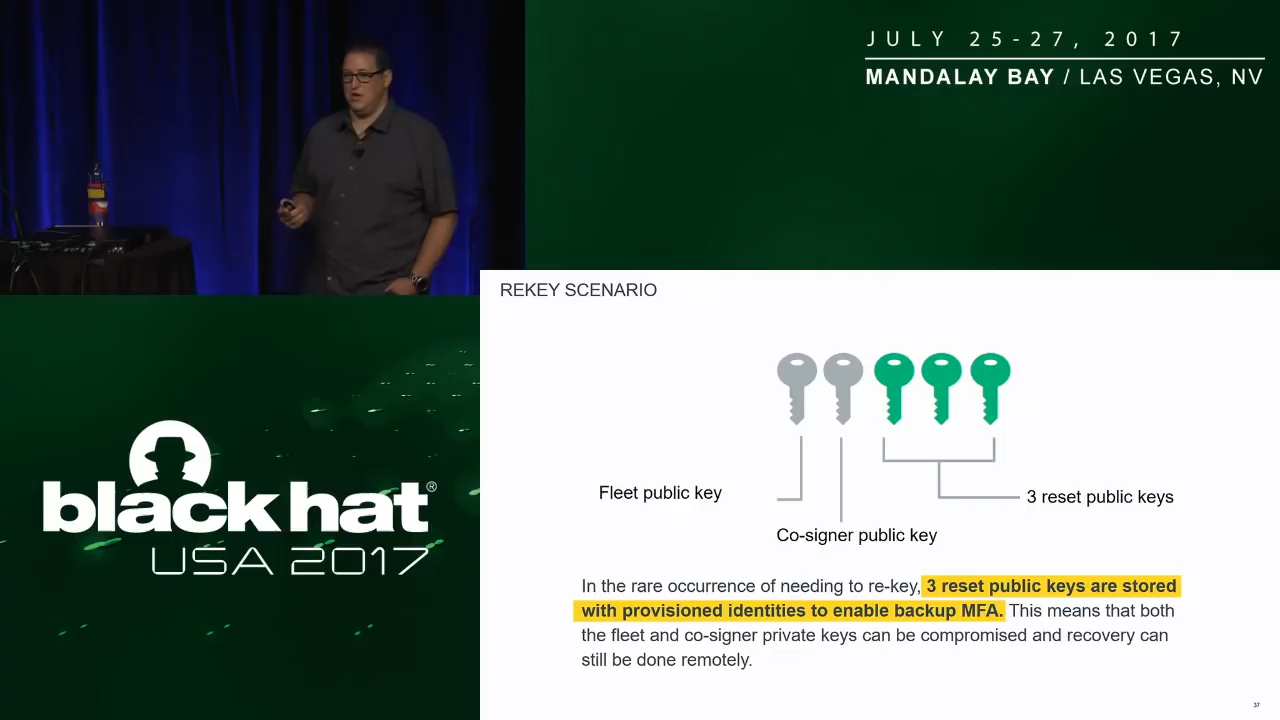 JULY 25-27, 2017
MANDALAY BAY / LAS VEGAS, NV
REKEY SCENARIO
Fleet public key
3 reset public keys
Co-signer public key
In the rare occurrence of needing to re-key, 3 reset public keys are stored
with provisioned identities to enable backup MFA. This means that both
the fleet and co-signer private keys can be compromised and recovery can
still be done remotely.
37
black hat®
USA 2017